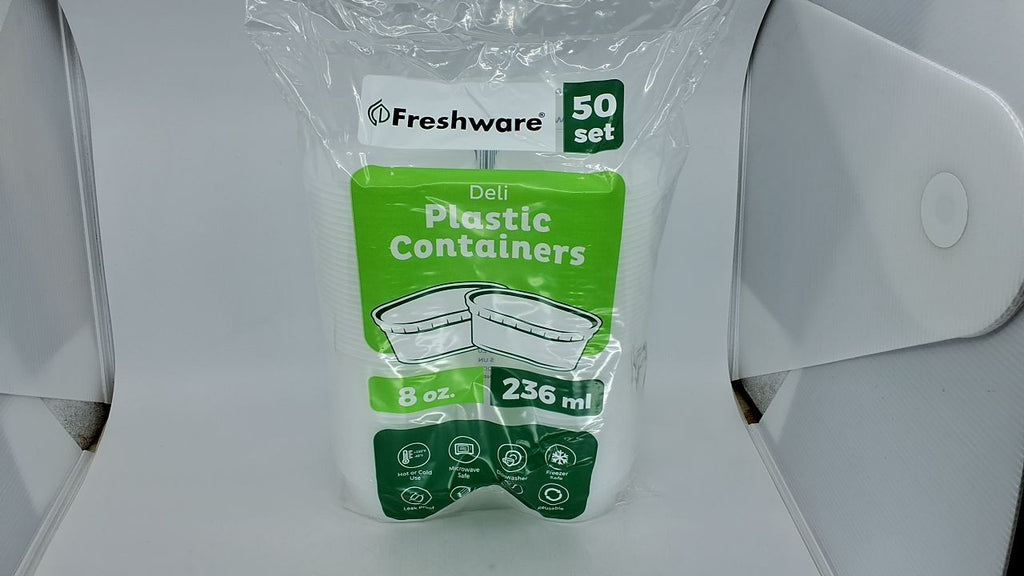 Freshware®
50
set
Deli
Plastic
Containers
8 oz.
236 ml
Hot or Cold
Use
Microwave
Safe
Freezer
Safe
Leak Proof